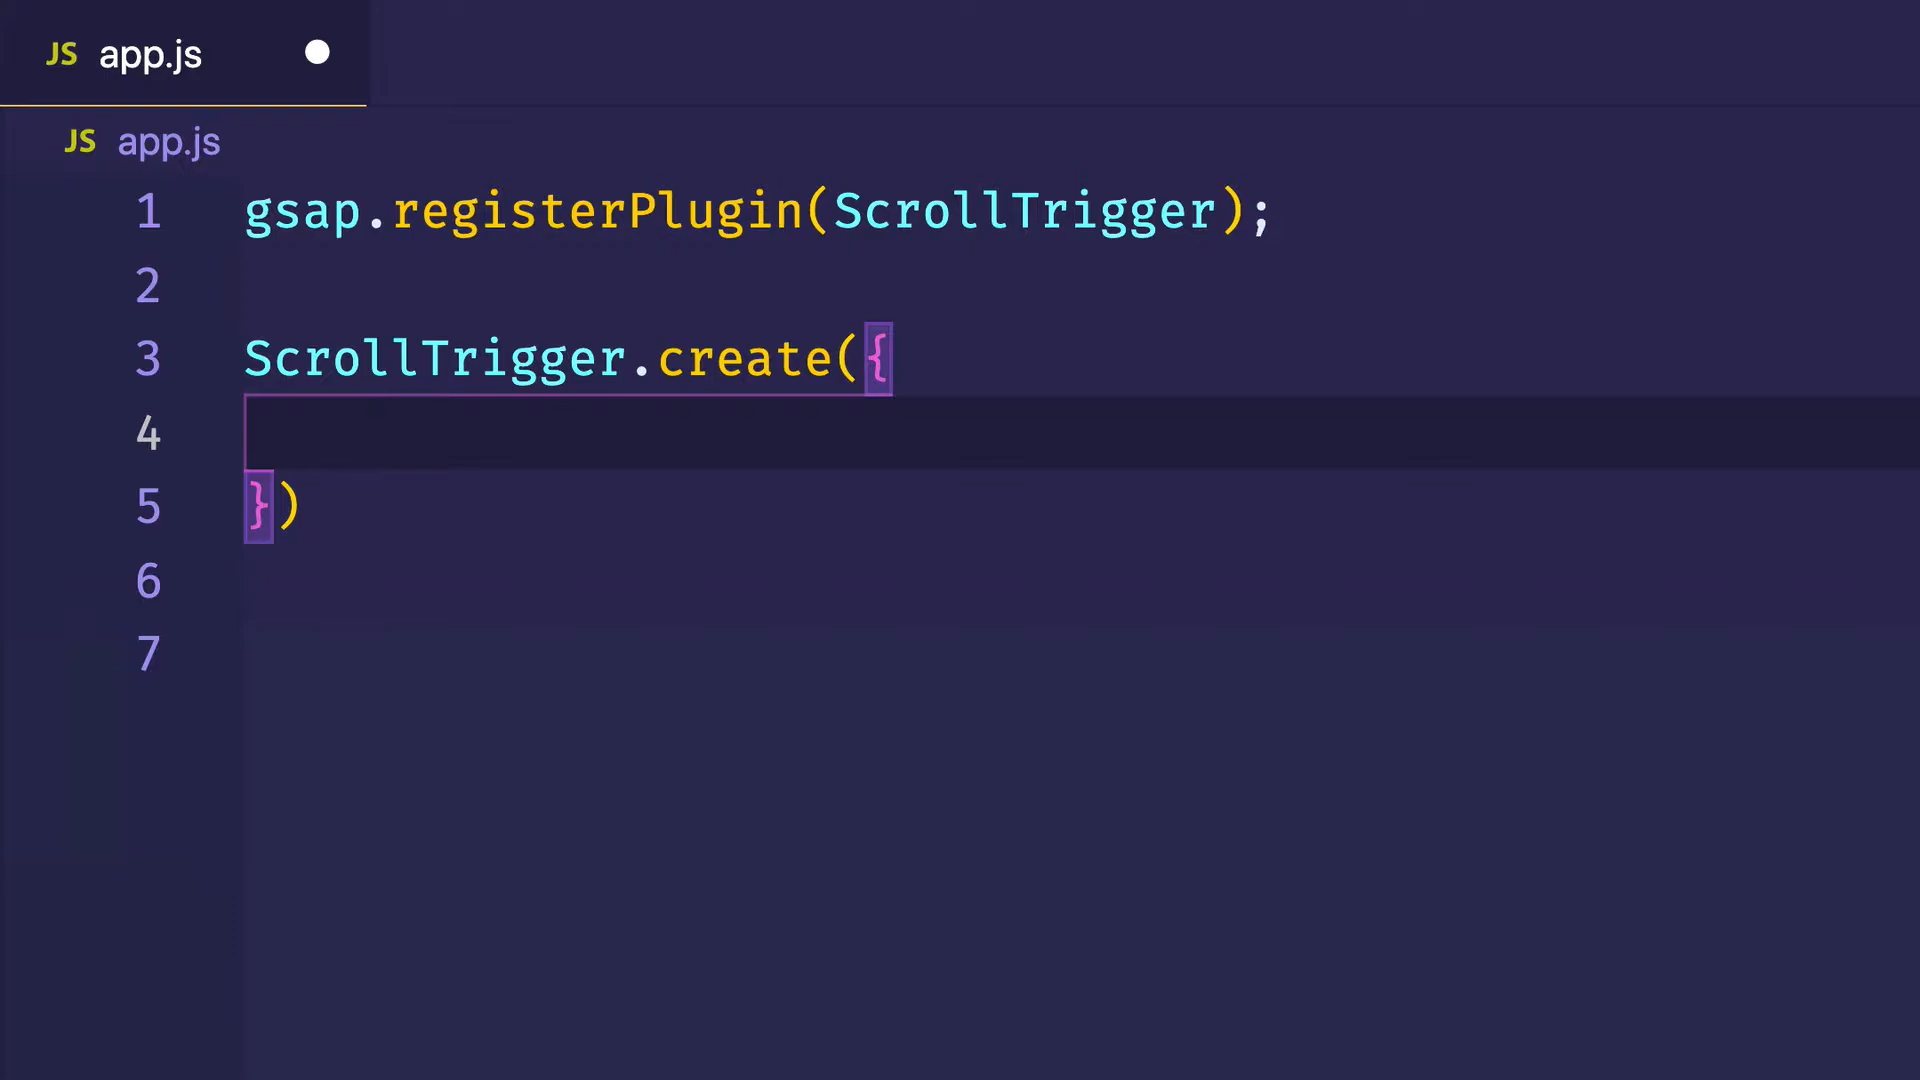 JS app.js
JS app.js
1 gsap.registerPlugin(ScrollTrigger);
2
3 ScrollTrigger.create({
4
5 })
6
7